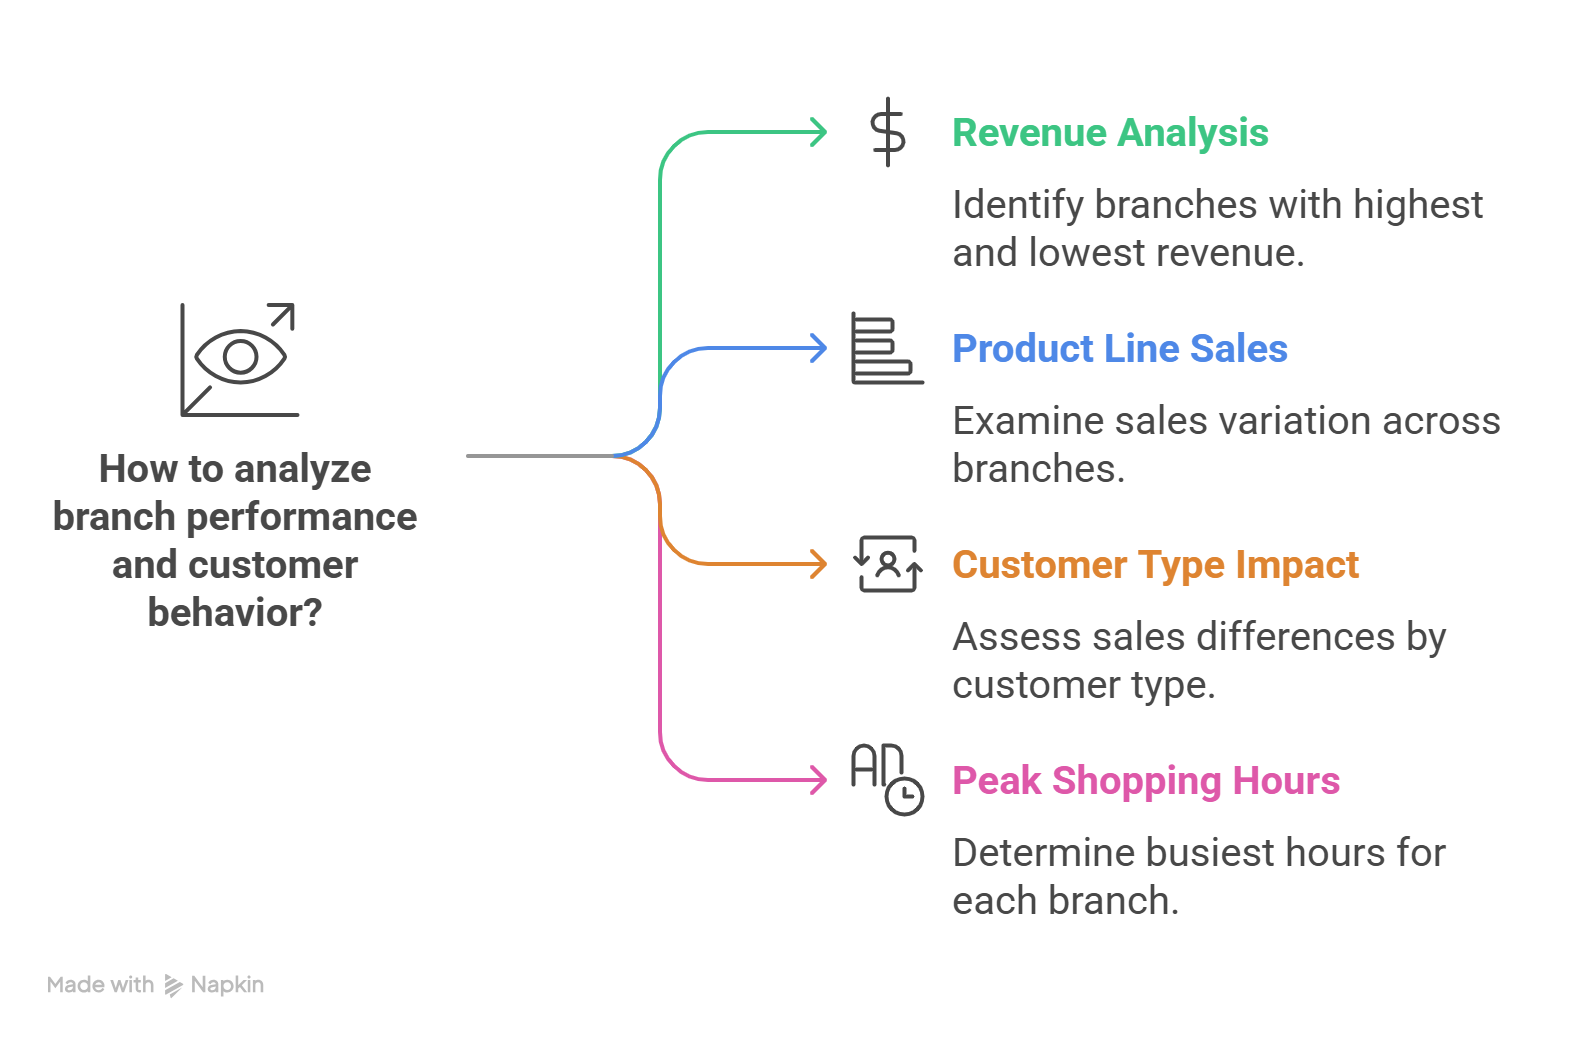 How to analyze
branch performance
and customer
behavior?
$
Revenue Analysis
Identify branches with highest
and lowest revenue.
Product Line Sales
Examine sales variation across
branches.
Customer Type Impact
Assess sales differences by
customer type.
Peak Shopping Hours
Determine busiest hours for
each branch.
Made with Napkin